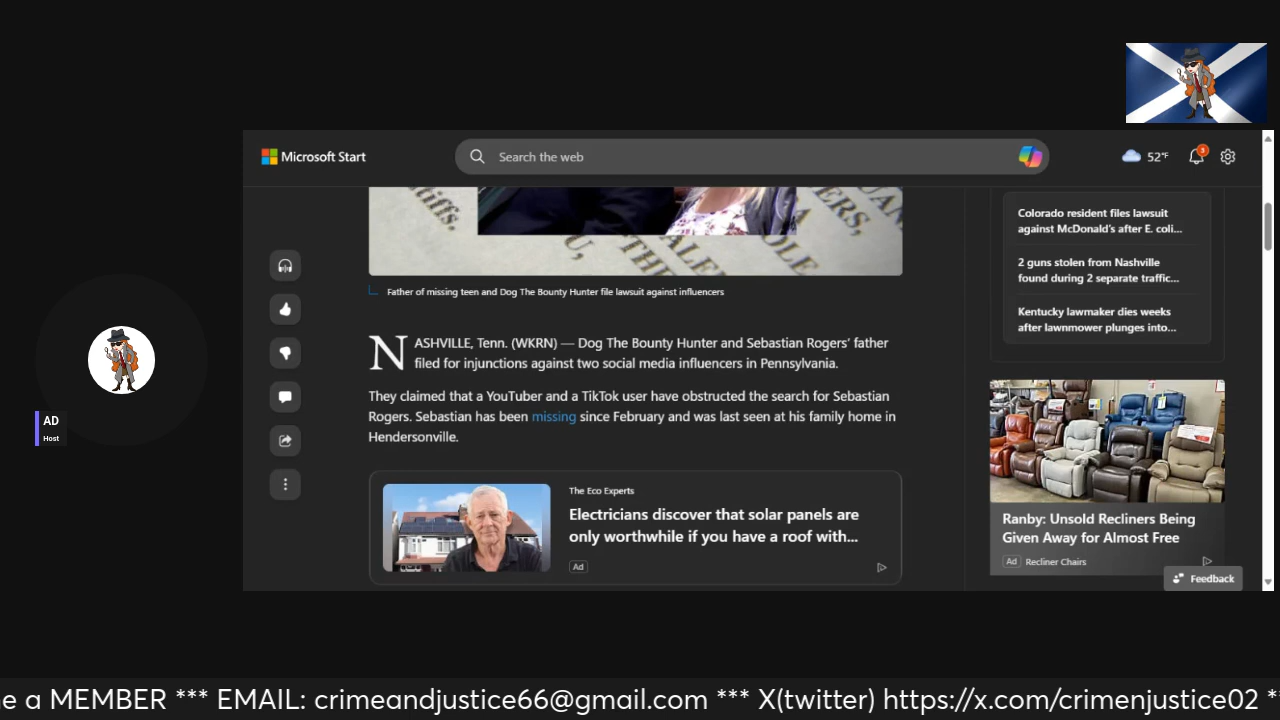 Microsoft Start
Search the web
3
52°F
tiffs.
U,
THE
ERS,
Father of missing teen and Dog The Bounty Hunter file lawsuit against influencers
NASHVILLE, Tenn. (WKRN) — Dog The Bounty Hunter and Sebastian Rogers' father
filed for injunctions against two social media influencers in Pennsylvania.
They claimed that a YouTuber and a TikTok user have obstructed the search for Sebastian
Rogers. Sebastian has been missing since February and was last seen at his family home in
Hendersonville.
The Eco Experts
Electricians discover that solar panels are
only worthwhile if you have a roof with...
Ad
Colorado resident files lawsuit
against McDonald's after E. coli...
2 guns stolen from Nashville
found during 2 separate traffic...
Kentucky lawmaker dies weeks
after lawnmower plunges into...
Ranby: Unsold Recliners Being
Given Away for Almost Free
Ad Recliner Chairs
Feedback
AD
Host
e a MEMBER *** EMAIL: crimeandjustice66@gmail.com *** X(twitter) https://x.com/crimenjustice02 *